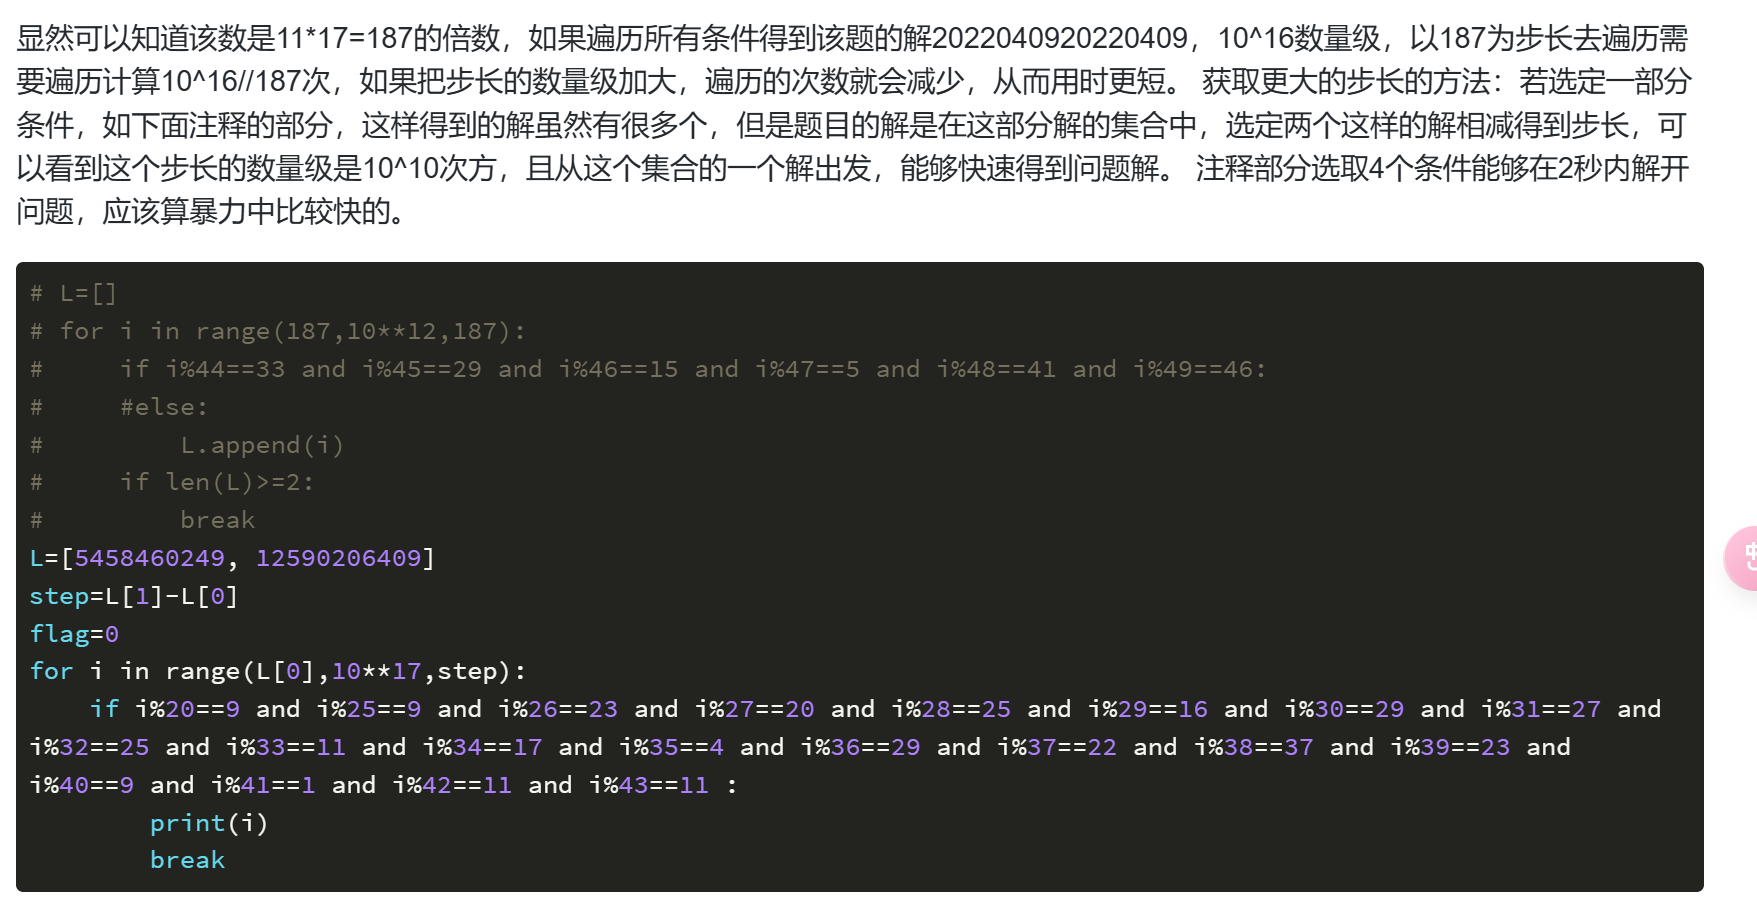 显然可以知道该数是11*17=187的倍数，如果遍历所有条件得到该题的解2022040920220409，10^16数量级，以187为步长去遍历需
要遍历计算10^16//187次，如果把步长的数量级加大，遍历的次数就会减少，从而用时更短。 获取更大的步长的方法：若选定一部分
条件，如下面注释的部分，这样得到的解虽然有很多个，但是题目的解是在这部分解的集合中，选定两个这样的解相减得到步长，可
以看到这个步长的数量级是10^10次方，且从这个集合的一个解出发，能够快速得到问题解。 注释部分选取4个条件能够在2秒内解开
问题，应该算暴力中比较快的。
# L=[]
# for i in range(187,10**12,187):
#     if i%44==33 and i%45==29 and i%46==15 and i%47==5 and i%48==41 and i%49==46:
#     #else:
#         L.append(i)
#     if len(L)>=2:
#         break
L=[5458460249, 12590206409]
step=L[1]-L[0]
flag=0
for i in range(L[0],10**17,step):
    if i%20==9 and i%25==9 and i%26==23 and i%27==20 and i%28==25 and i%29==16 and i%30==29 and i%31==27 and
i%32==25 and i%33==11 and i%34==17 and i%35==4 and i%36==29 and i%37==22 and i%38==37 and i%39==23 and
i%40==9 and i%41==1 and i%42==11 and i%43==11 :
        print(i)
        break